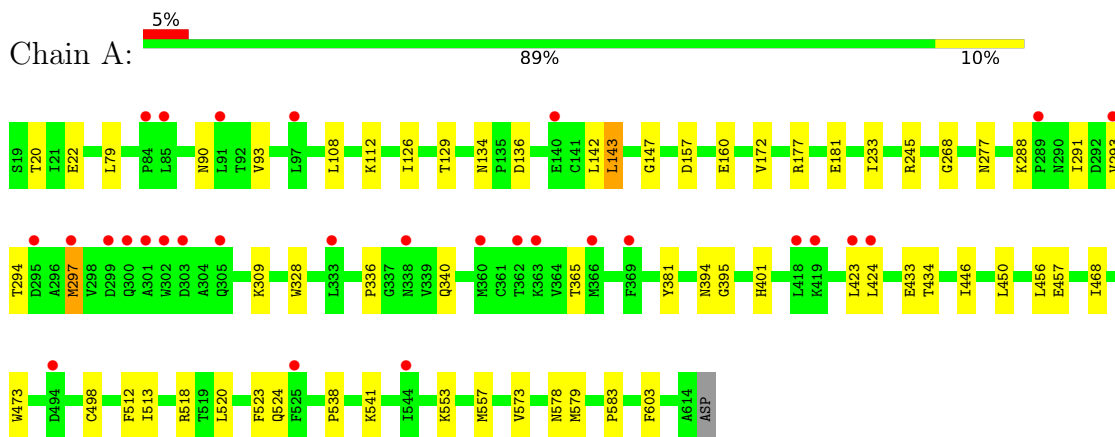 5%
Chain A:
89% 10%
S19 T20 I21 E22 L79 P84 L85 N90 L91 T92 V93 L97 L108 K112 I126 T129 N134 P135 D136 E140 C141 L142 L143 G147 D157 E160 V172 R177 E181 I233 R245 G268 N277 K288 P289 N290 I291 D292 V293
T294 D295 A296 M297 V298 D299 Q300 A301 W302 D303 A304 Q305 K309 W328 L333 P336 G337 N338 V339 Q340 M360 C361 T362 K363 V364 T365 M366 F369 Y381 N394 G395 H401 L418 K419 L423 L424 E433 T434 I446 L450 L456 E457 I468
W473 D494 C498 F512 I513 R518 T519 L520 F523 Q524 F525 P538 K541 I544 K553 M557 V573 N578 M579 P583 F603 A614 ASP